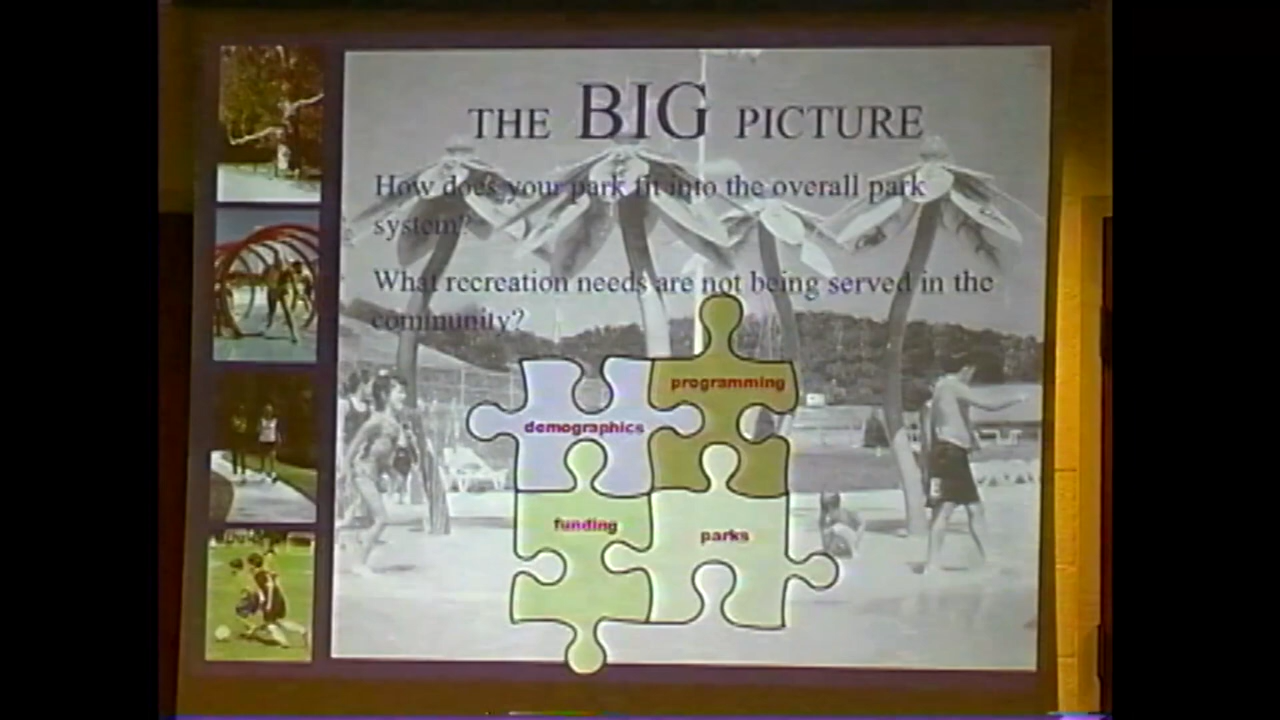 THE BIG PICTURE
How does your park fit into the overall park
system?
What recreation needs are not being served in the
community?
programming
demographics
funding
parks